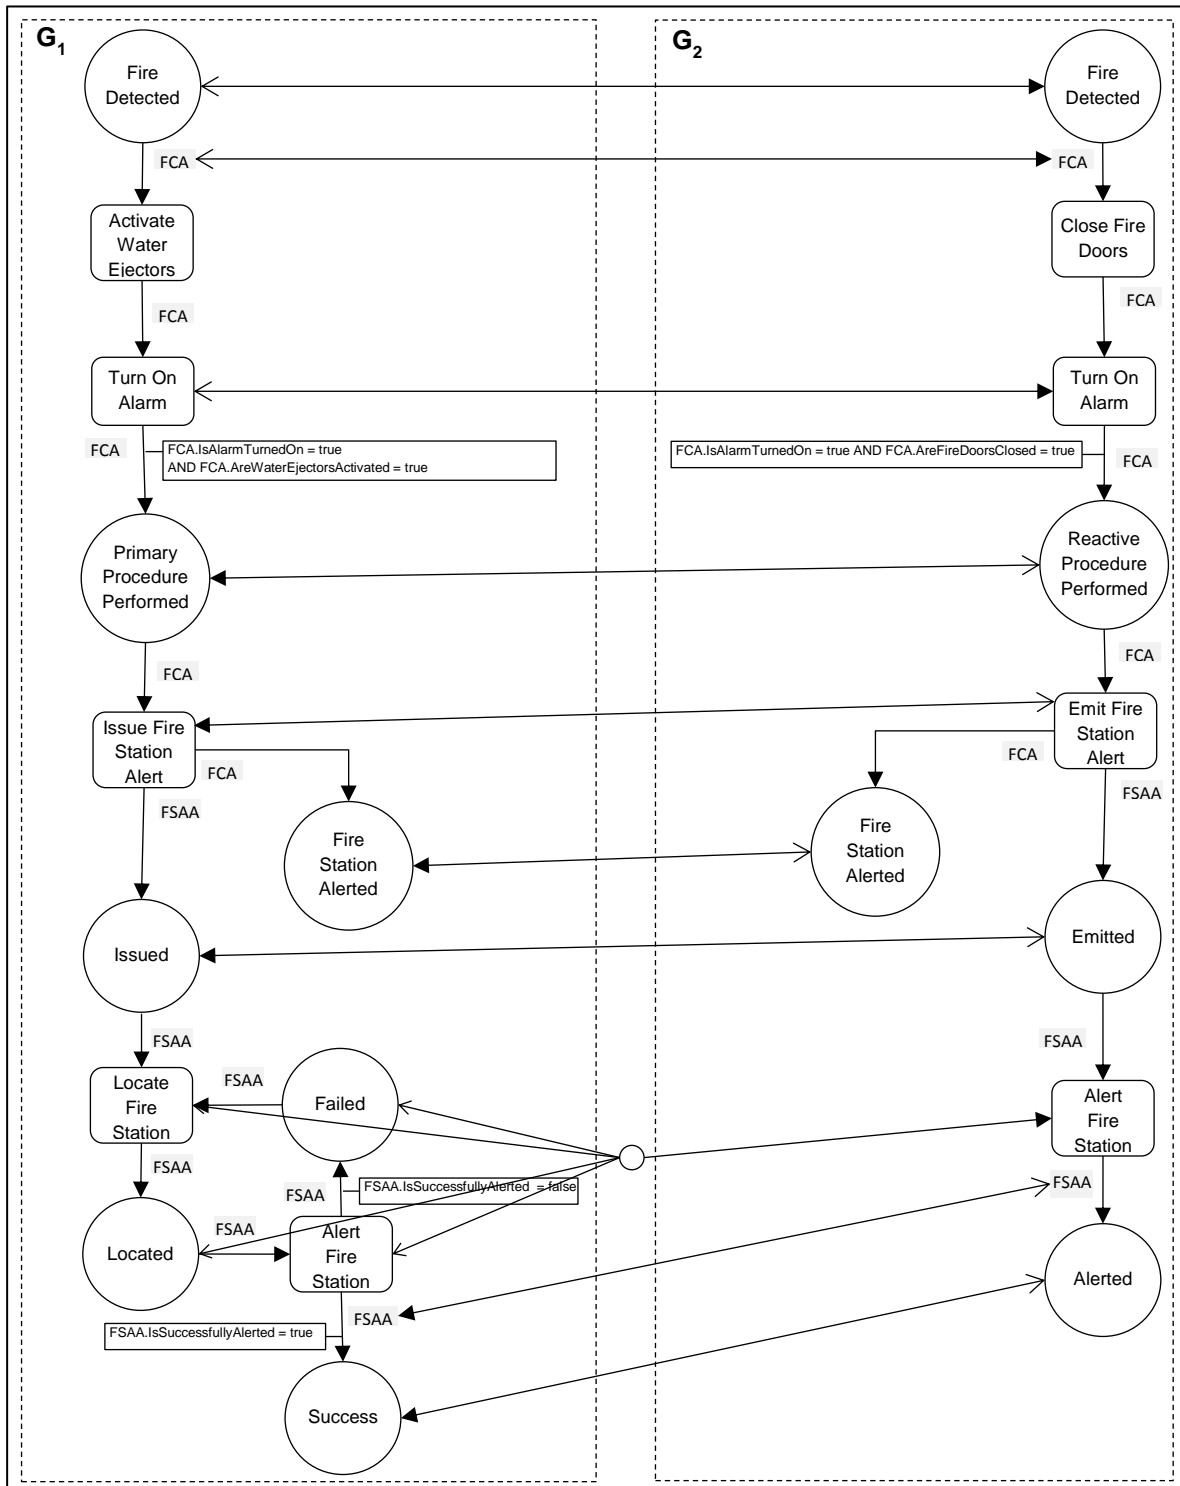 G1
G2
Fire
Detected
Fire
Detected
FCA
FCA
Activate
Water
Ejectors
Close Fire
Doors
FCA
FCA
Turn On
Alarm
Turn On
Alarm
FCA
FCA.IsAlarmTurnedOn = true
AND FCA.AreWaterEjectorsActivated = true
FCA.IsAlarmTurnedOn = true AND FCA.AreFireDoorsClosed = true
FCA
Primary
Procedure
Performed
Reactive
Procedure
Performed
FCA
FCA
Issue Fire
Station
Alert
Emit Fire
Station
Alert
FCA
FCA
FSAA
FSAA
Fire
Station
Alerted
Fire
Station
Alerted
Issued
Emitted
FSAA
FSAA
Locate
Fire
Station
FSAA
Failed
Alert
Fire
Station
FSAA
FSAA
FSAA.IsSuccessfullyAlerted = false
FSAA
Located
FSAA
Alert
Fire
Station
Alerted
FSAA.IsSuccessfullyAlerted = true
FSAA
Success